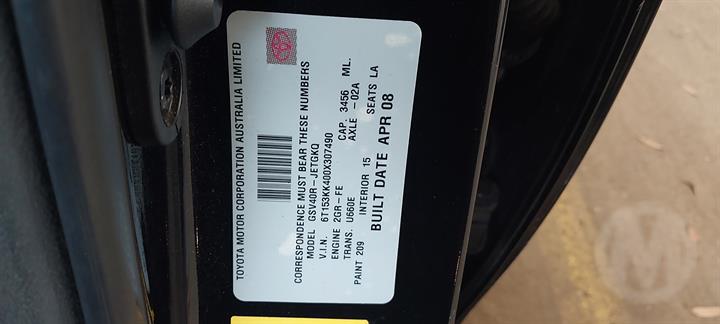 TOYOTA MOTOR CORPORATION AUSTRALIA LIMITED
CORRESPONDENCE MUST BEAR THESE NUMBERS
MODEL GSV40R-JETGKQ
V.I.N. 6T153KK400X307490
ENGINE 2GR-FE CAP. 3456 ML.
TRANS. U660E AXLE -02A
PAINT 209 INTERIOR 15 SEATS LA
BUILT DATE APR 08